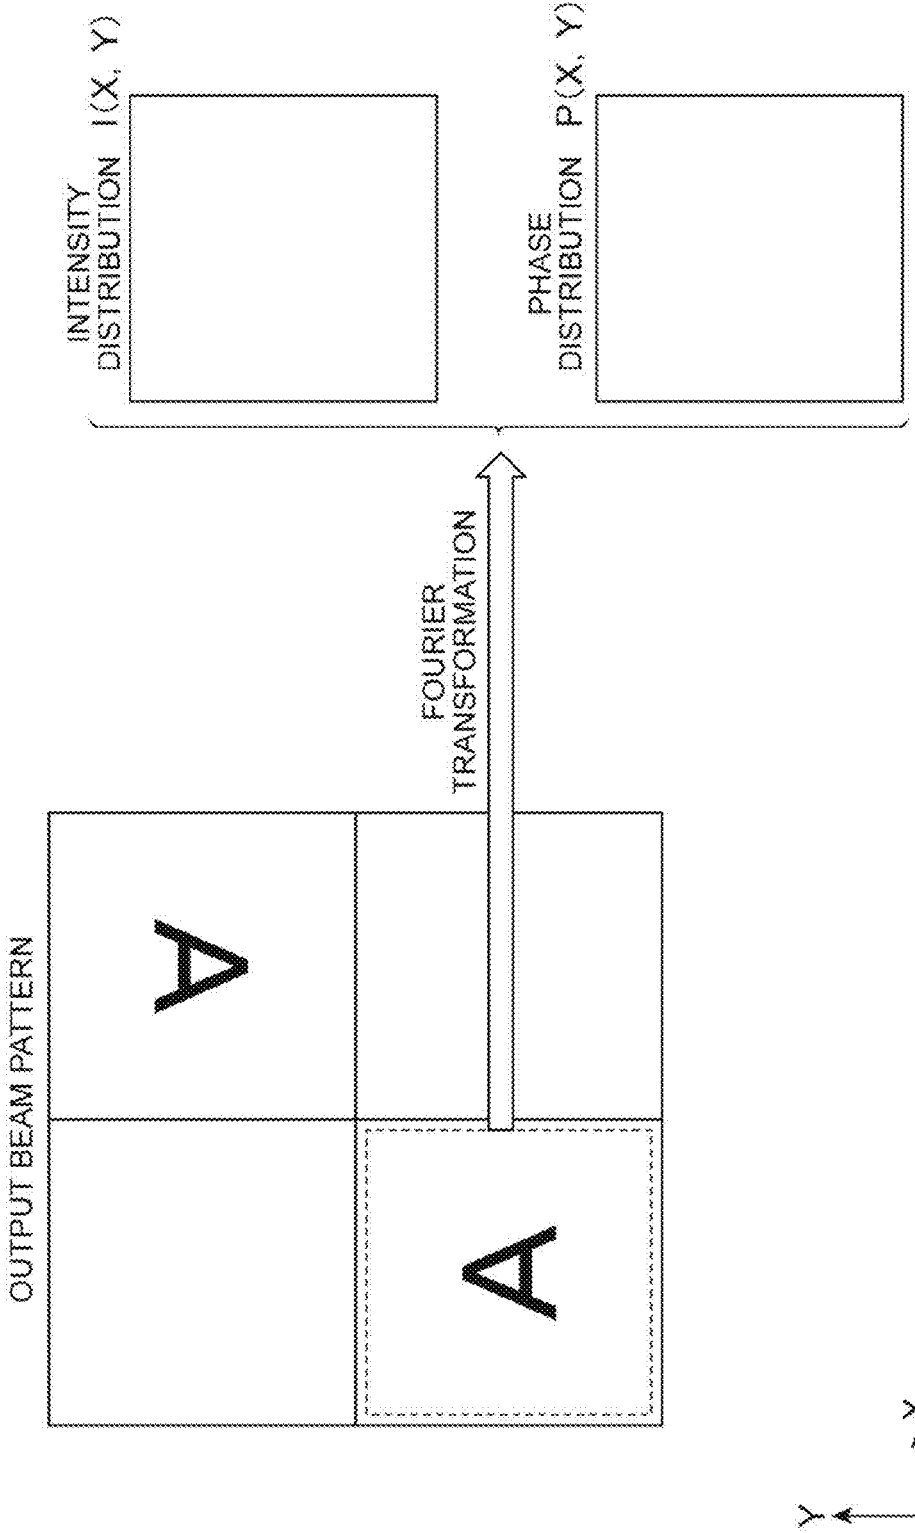 OUTPUT BEAM PATTERN
A
A
FOURIER
TRANSFORMATION
INTENSITY
DISTRIBUTION I(X, Y)
PHASE
DISTRIBUTION P(X, Y)
Y
X